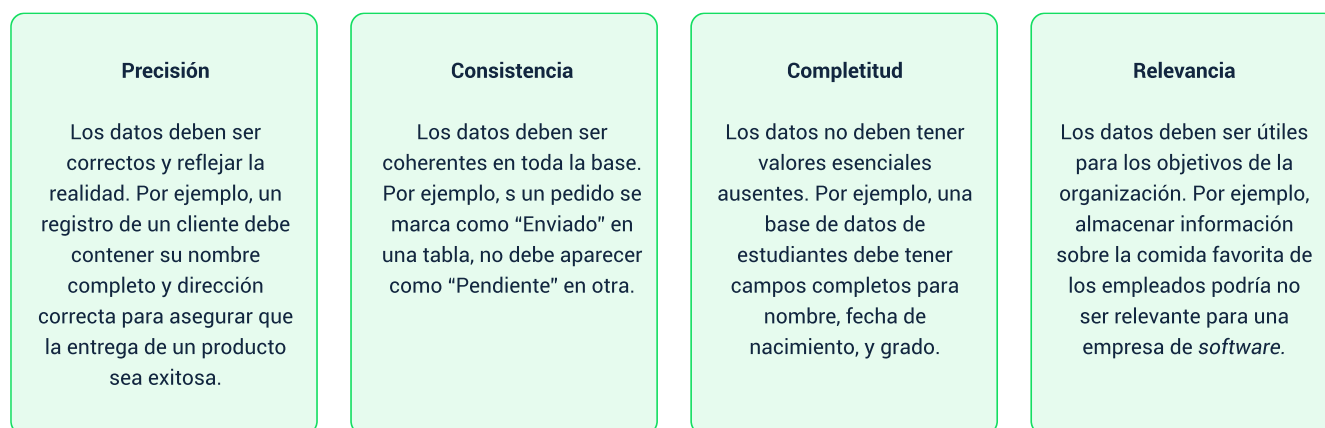 Precisión
Los datos deben ser
correctos y reflejar la
realidad. Por ejemplo, un
registro de un cliente debe
contener su nombre
completo y dirección
correcta para asegurar que
la entrega de un producto
sea exitosa.
Consistencia
Los datos deben ser
coherentes en toda la base.
Por ejemplo, s un pedido se
marca como “Enviado” en
una tabla, no debe aparecer
como “Pendiente” en otra.
Completitud
Los datos no deben tener
valores esenciales
ausentes. Por ejemplo, una
base de datos de
estudiantes debe tener
campos completos para
nombre, fecha de
nacimiento, y grado.
Relevancia
Los datos deben ser útiles
para los objetivos de la
organización. Por ejemplo,
almacenar información
sobre la comida favorita de
los empleados podría no
ser relevante para una
empresa de software.